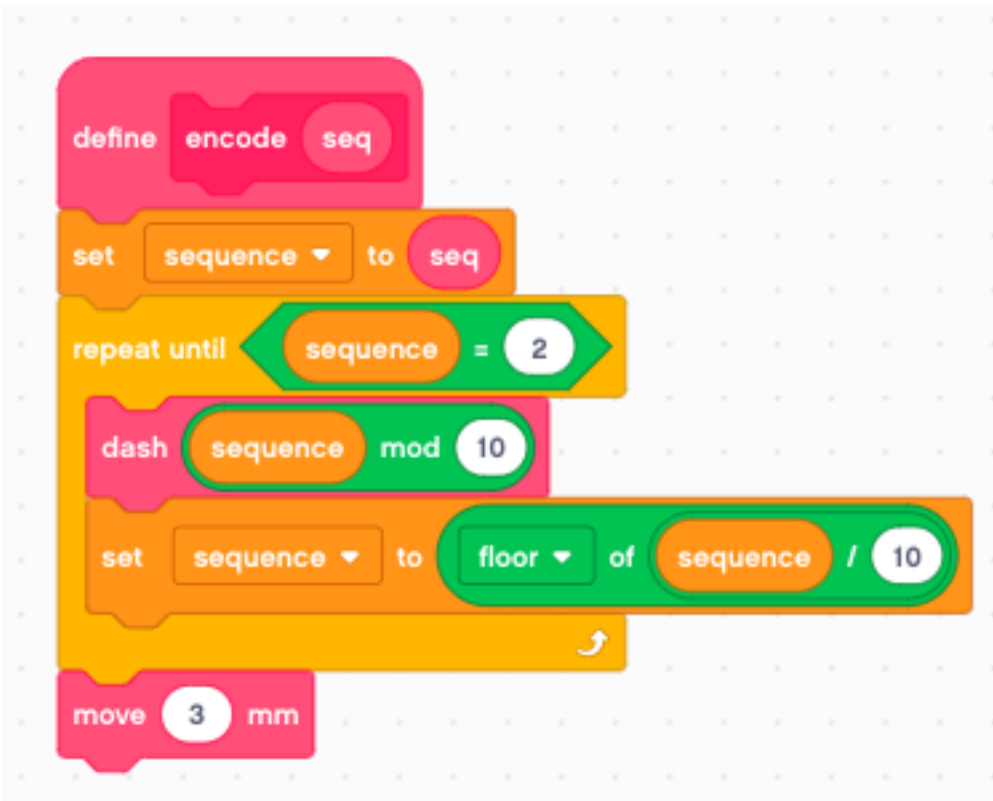 define encode seq
set sequence to seq
repeat until sequence = 2
dash sequence mod 10
set sequence to floor of sequence / 10
move 3 mm